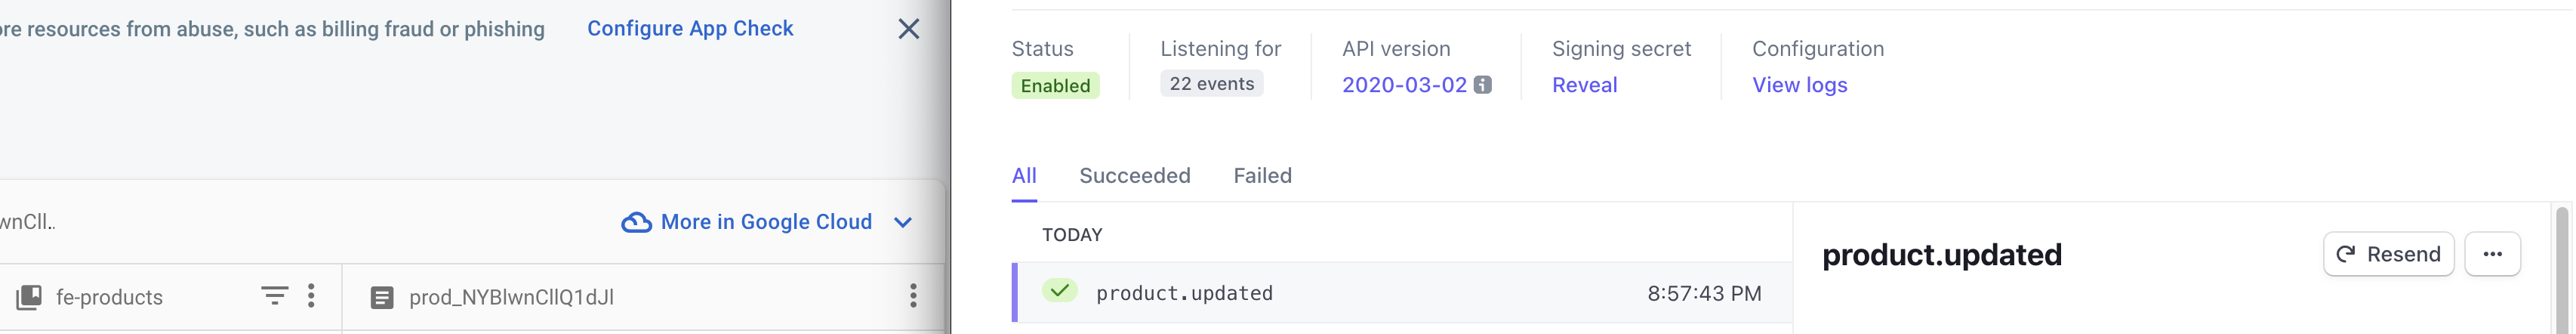 ore resources from abuse, such as billing fraud or phishing
Configure App Check
wnCll..
More in Google Cloud
fe-products
prod_NYBlwnCllQ1dJl
Status
Listening for
API version
Signing secret
Configuration
Enabled
22 events
2020-03-02
Reveal
View logs
All
Succeeded
Failed
TODAY
product.updated
8:57:43 PM
product.updated
Resend